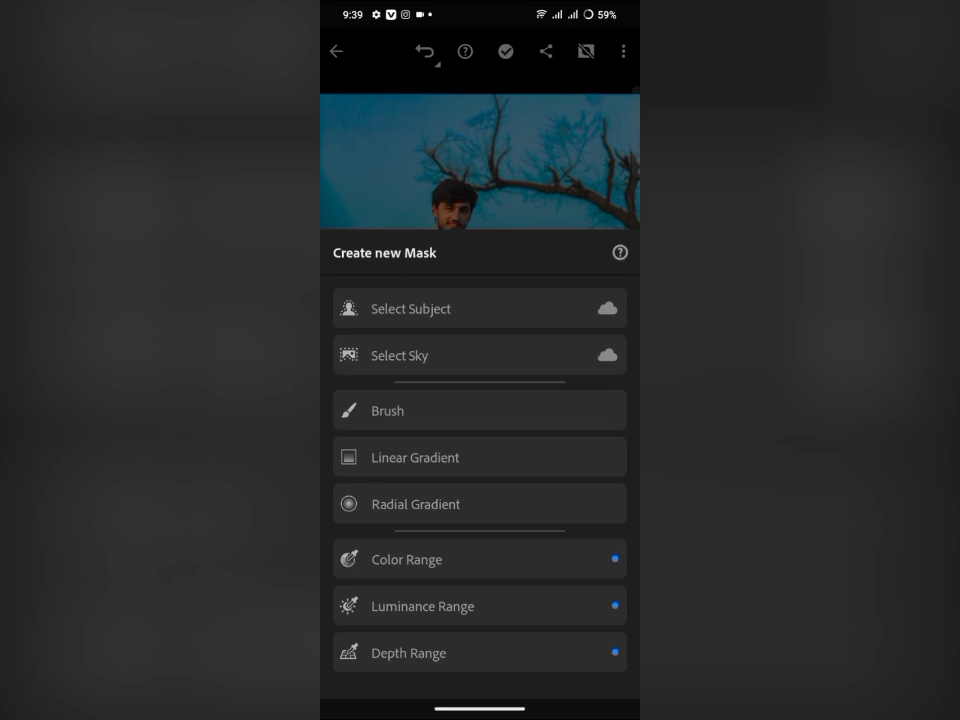 9:39
59%
Create new Mask
Select Subject
Select Sky
Brush
Linear Gradient
Radial Gradient
Color Range
Luminance Range
Depth Range